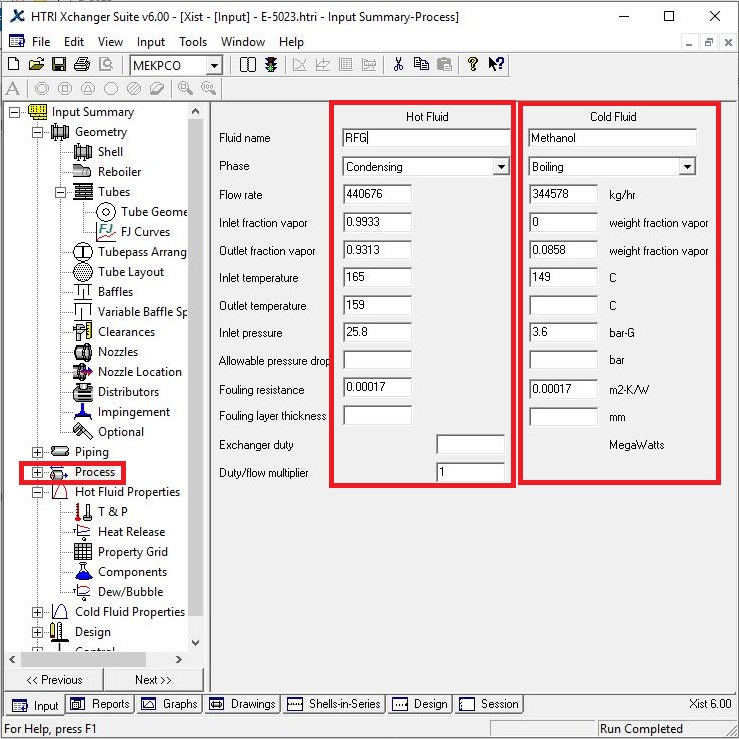 HTRI Xchanger Suite v6.00 - [Xist - [Input] - E-5023.htri - Input Summary-Process]
File Edit View Input Tools Window Help
MEKPCO
Input Summary
Geometry
Shell
Reboiler
Tubes
Tube Geome
FJ Curves
Tubepass Arrang
Tube Layout
Baffles
Variable Baffle Sp
Clearances
Nozzles
Nozzle Location
Distributors
Impingement
Optional
Piping
Process
Hot Fluid Properties
T & P
Heat Release
Property Grid
Components
Dew/Bubble
Cold Fluid Properties
Design
<< Previous Next >>
Hot Fluid Cold Fluid
Fluid name RFG Methanol
Phase Condensing Boiling
Flow rate 440676 344578 kg/hr
Inlet fraction vapor 0.9933 0 weight fraction vapor
Outlet fraction vapor 0.9313 0.0858 weight fraction vapor
Inlet temperature 165 149 C
Outlet temperature 159 C
Inlet pressure 25.8 3.6 bar-G
Allowable pressure drop bar
Fouling resistance 0.00017 0.00017 m2-K/W
Fouling layer thickness mm
Exchanger duty MegaWatts
Duty/flow multiplier 1
Input Reports Graphs Drawings Shells-in-Series Design Session Xist 6.00
For Help, press F1 Run Completed